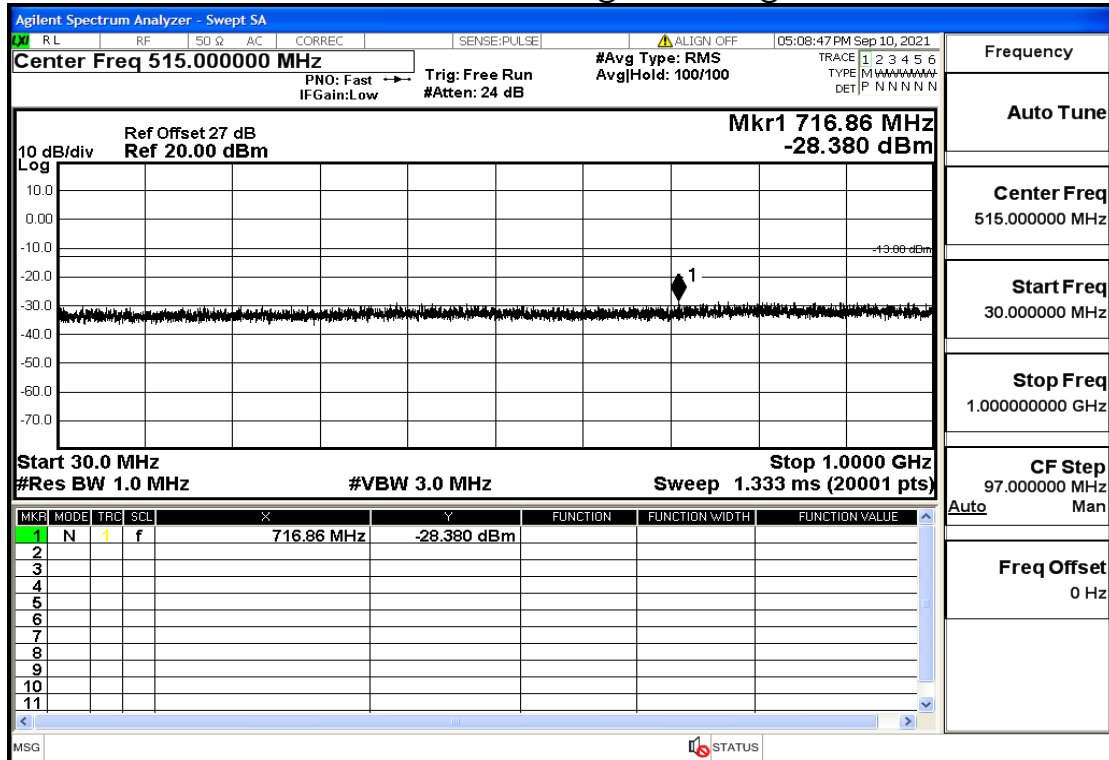 Agilent Spectrum Analyzer - Swept SA
LXI RL RF 50 Ω AC CORREC SENSE:PULSE ALIGN OFF 05:08:47 PM Sep 10, 2021
Center Freq 515.000000 MHz
PNO: Fast
IFGain:Low
Trig: Free Run
#Atten: 24 dB
#Avg Type: RMS
Avg|Hold: 100/100
TRACE 1 2 3 4 5 6
TYPE M WWWWW
DET P N N N N N
Ref Offset 27 dB
10 dB/div Ref 20.00 dBm
Log
Mkr1 716.86 MHz
-28.380 dBm
10.0
0.00
-10.0
-13.00 dBm
-20.0
1
-30.0
-40.0
-50.0
-60.0
-70.0
Start 30.0 MHz Stop 1.0000 GHz
#Res BW 1.0 MHz #VBW 3.0 MHz Sweep 1.333 ms (20001 pts)
MKR MODE TRC SCL X Y FUNCTION FUNCTION WIDTH FUNCTION VALUE
1 N 1 f 716.86 MHz -28.380 dBm
2
3
4
5
6
7
8
9
10
11
MSG STATUS
Frequency
Auto Tune
Center Freq
515.000000 MHz
Start Freq
30.000000 MHz
Stop Freq
1.000000000 GHz
CF Step
97.000000 MHz
Auto Man
Freq Offset
0 Hz